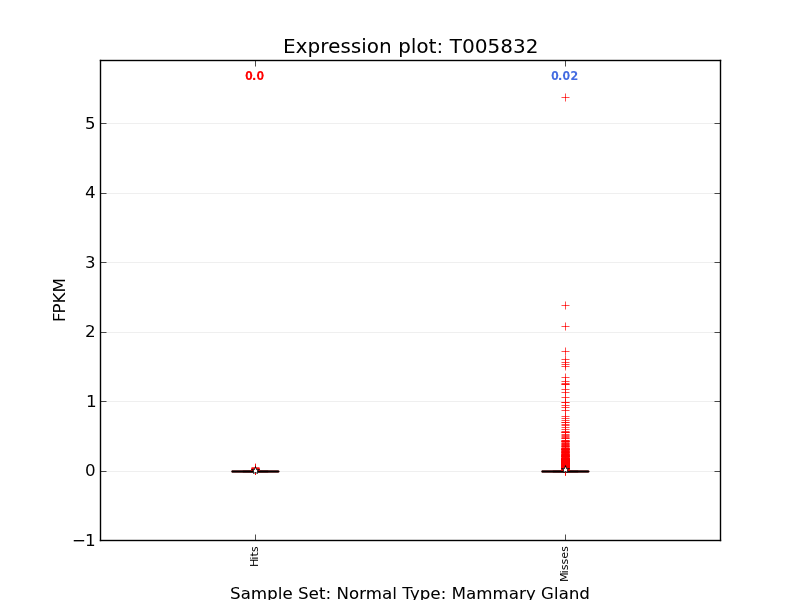 Expression plot: T005832
0.0
0.02
5
4
3
2
1
0
−1
FPKM
Hits
Misses
Sample Set: Normal Type: Mammary Gland